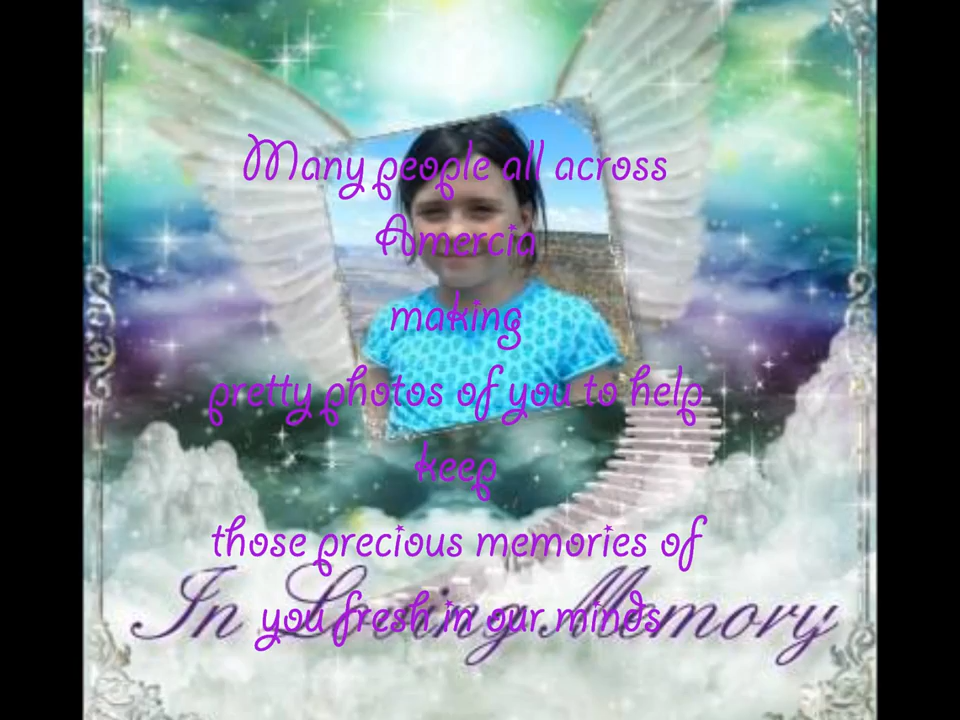 Many people all across
Amercia
making
pretty photos of you to help
keep
those precious memories of
you fresh in our minds
In Loving Memory